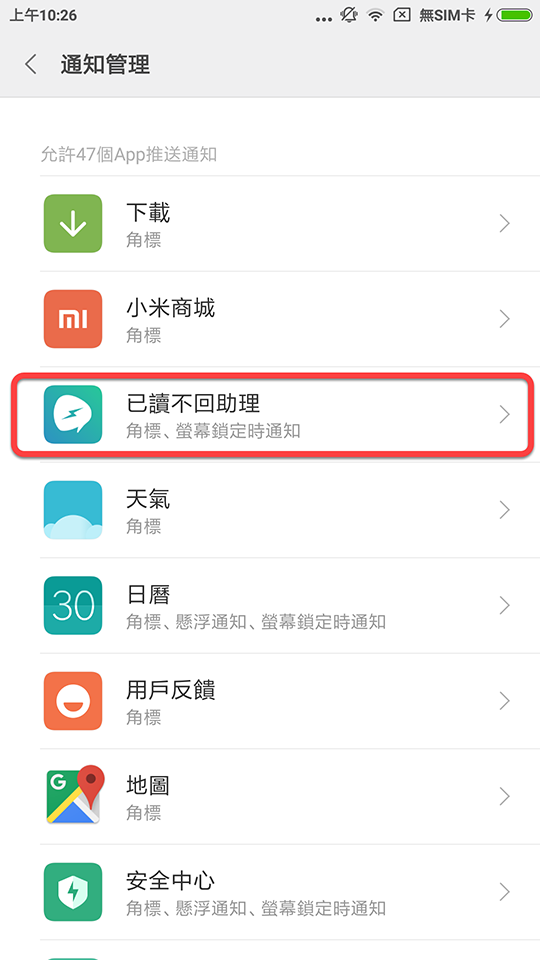 上午10:26
無SIM卡
通知管理
允許47個App推送通知
下載
角標
小米商城
角標
已讀不回助理
角標、螢幕鎖定時通知
天氣
角標
30
日曆
角標、懸浮通知、螢幕鎖定時通知
用戶反饋
角標
G
地圖
角標
安全中心
角標、懸浮通知、螢幕鎖定時通知